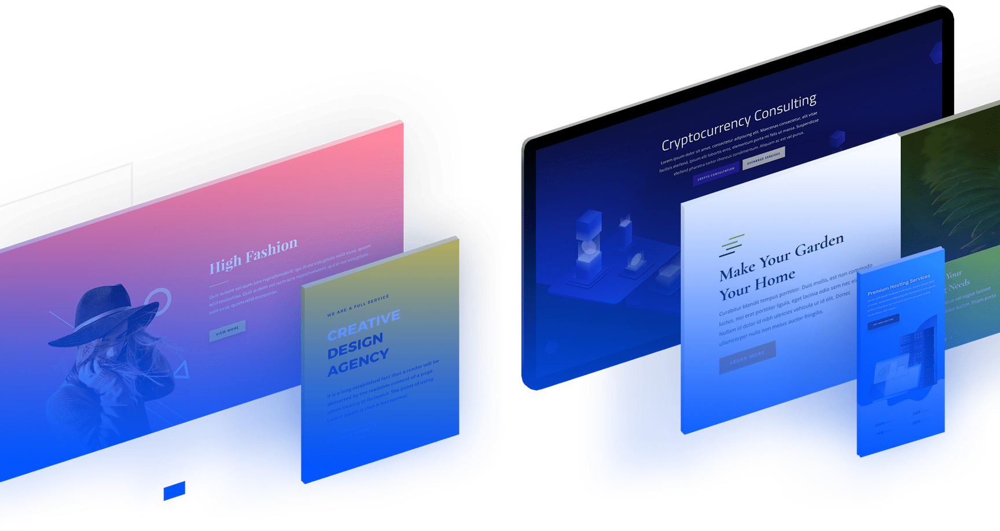 High Fashion
Quis autem vel eum iure reprehenderit, qui in ea voluptate velit esse, quam
nihil molestiae. Quis autem vel eum iure reprehenderit, qui in ea voluptate
velit esse, quam nihil molestiae.
VIEW MORE
WE ARE A FULL SERVICE
CREATIVE
DESIGN
AGENCY
It is a long established fact that a reader will be
distracted by the readable content of a page
when looking at its layout. The point of using
Lorem Ipsum is that it has normal
Cryptocurrency Consulting
Lorem ipsum dolor sit amet, consectetur adipiscing elit. Maecenas consectetur, elit vitae
facilisis eleifend, ipsum elit lobortis eros, elementum porta mi felis ut massa. Suspendisse
eleifend pharetra tortor rhoncus condimentum. Aliquam ac est vel purus.
CRYPTO CONSULTATION
EXCHANGE SERVICES
Make Your Garden
Your Home
Curabitur blandit tempus porttitor. Duis mollis, est non commodo
luctus, nisi erat porttitor ligula, eget lacinia odio sem nec
Nullam id dolor id nibh ultricies vehicula ut id elit. Donec
ullamcorper nulla non metus auctor fringilla.
LEARN MORE
Premium Hosting Services
GET WEB HOSTING
.com
.net
.org
.gov
Your
Needs
vel augue laoreet
dolor auctor. Etiam porta